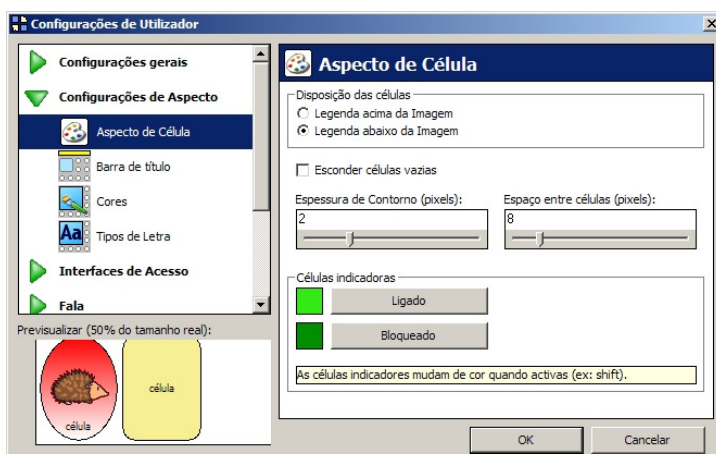 Configurações de Utilizador
Configurações gerais
Configurações de Aspecto
Aspecto de Célula
Barra de título
Cores
Aa Tipos de Letra
Interfaces de Acesso
Fala
Previsualizar (50% do tamanho real):
célula
célula
Aspecto de Célula
Disposição das células
Legenda acima da Imagem
Legenda abaixo da Imagem
Esconder células vazias
Espessura de Contorno (pixels): Espaço entre células (pixels):
2 8
Células indicadoras
Ligado
Bloqueado
As células indicadores mudam de cor quando activas (ex: shift).
OK Cancelar